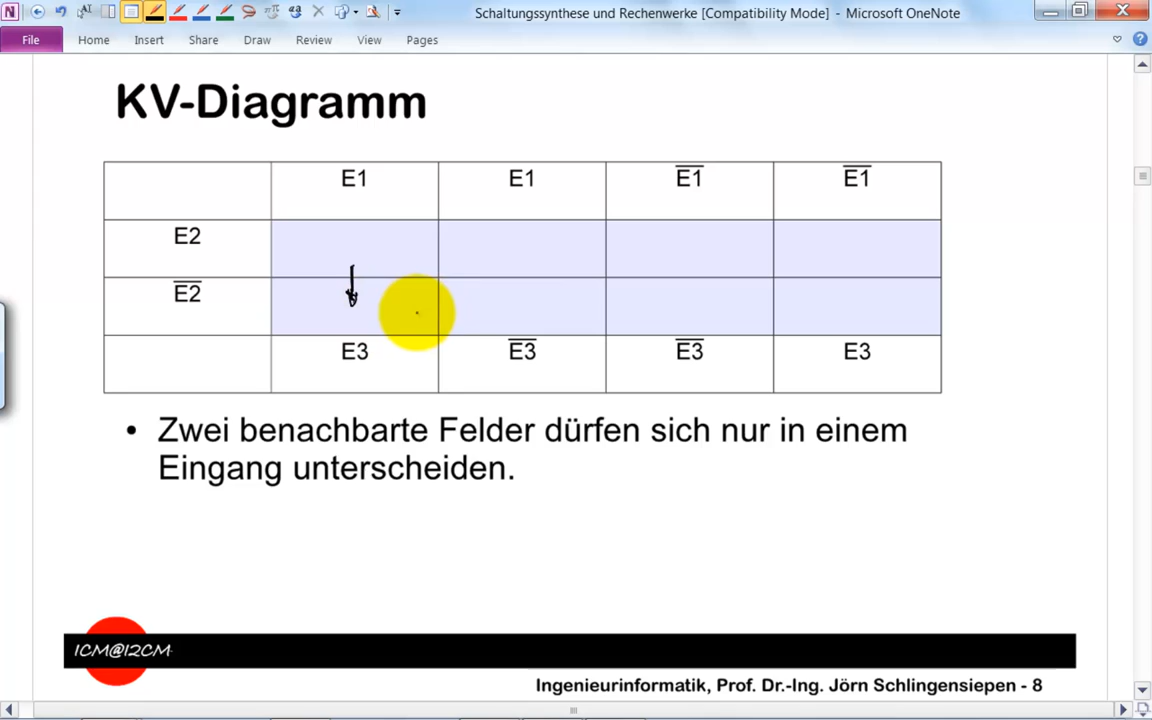 Schaltungssynthese und Rechenwerke [Compatibility Mode] - Microsoft OneNote
File Home Insert Share Draw Review View Pages
KV-Diagramm
E1 E1 E̅1̅ E̅1̅
E2
E̅2̅
E3 E̅3̅ E̅3̅ E3
• Zwei benachbarte Felder dürfen sich nur in einem
Eingang unterscheiden.
1CM@12CM
Ingenieurinformatik, Prof. Dr.-Ing. Jörn Schlingensiepen - 8